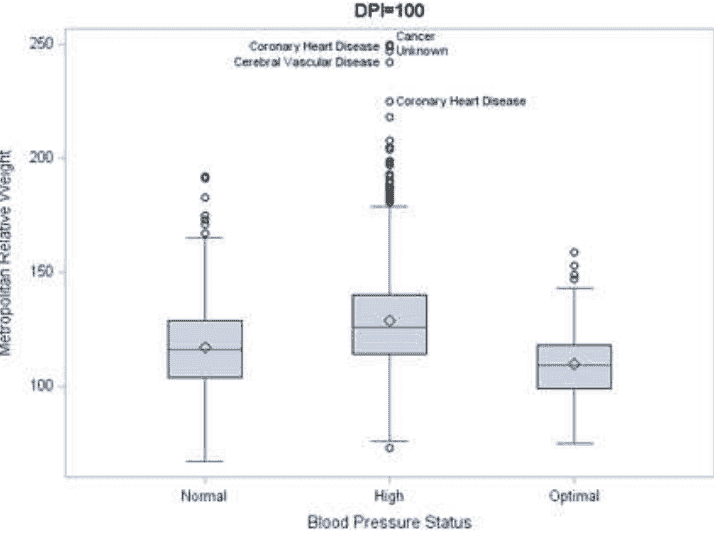 DPI=100
250
Cancer
Coronary Heart Disease
Unknown
Cerebral Vascular Disease
Coronary Heart Disease
200
150
100
Metropolitan Relative Weight
Normal
High
Optimal
Blood Pressure Status